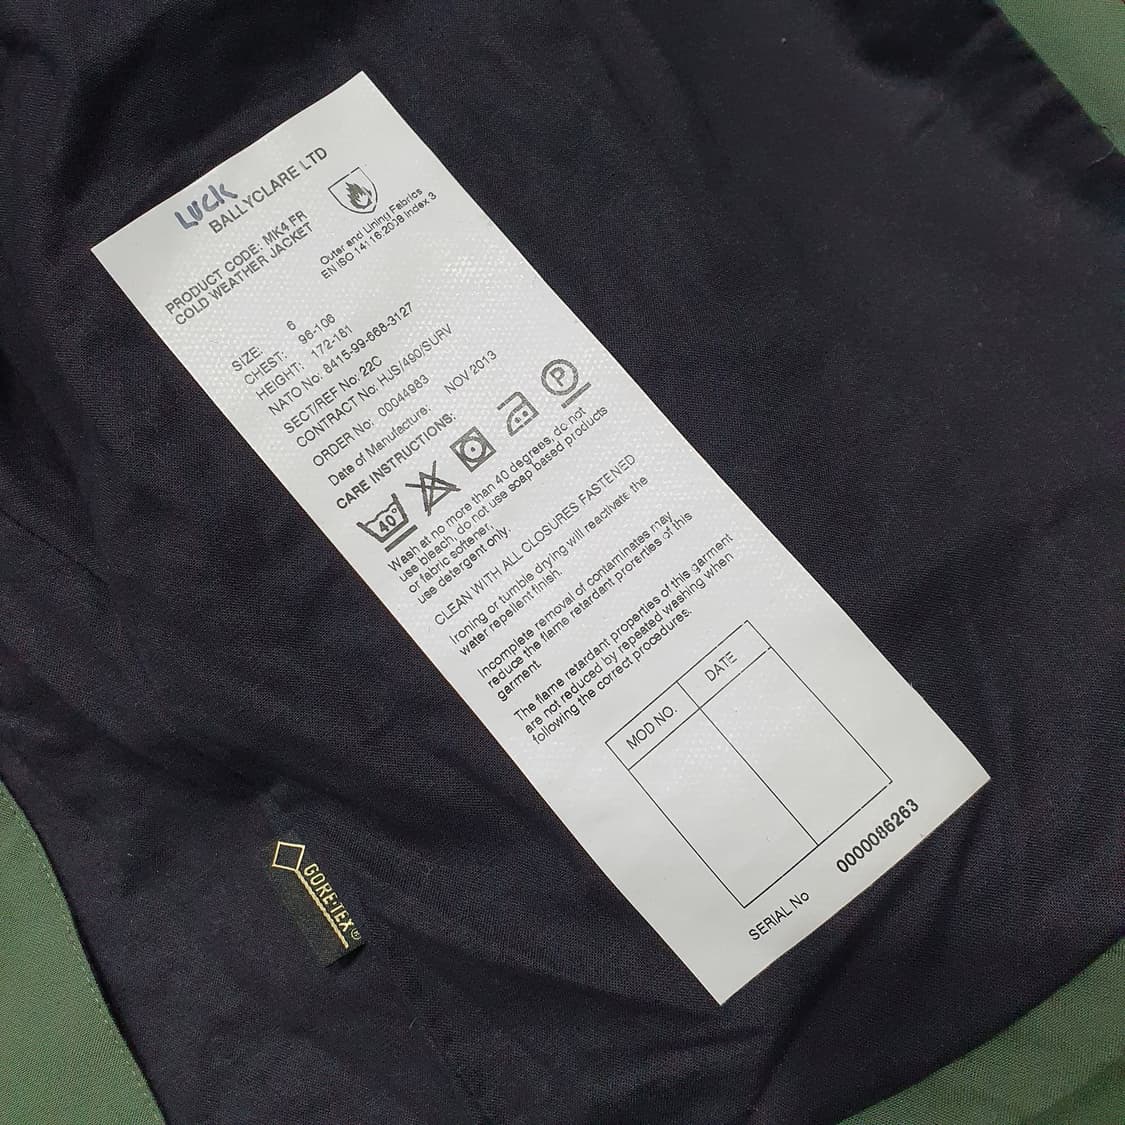 LUCK
BALLYCLARE LTD
PRODUCT CODE: MK4 FR
COLD WEATHER JACKET
Outer and Lining Fabrics
EN ISO 14116:2008 Index 3
SIZE: 6
CHEST: 98-106
HEIGHT: 172-181
NATO No: 8415-99-668-3127
SECT/REF No: 22C
CONTRACT No: HJS/490/SURV
ORDER No: 00044983
Date of Manufacture: NOV 2013
CARE INSTRUCTIONS:
40° P
Wash at no more than 40 degrees, do not
use bleach, do not use soap based products
or fabric softener,
use detergent only.
CLEAN WITH ALL CLOSURES FASTENED
Ironing or tumble drying will reactivate the
water repellent finish.
Incomplete removal of contaminates may
reduce the flame retardant properties of this
garment
The flame retardant properties of this garment
are not reduced by repeated washing when
following the correct procedures.
MOD NO. DATE
SERIAL No 0000086263
GORE-TEX®